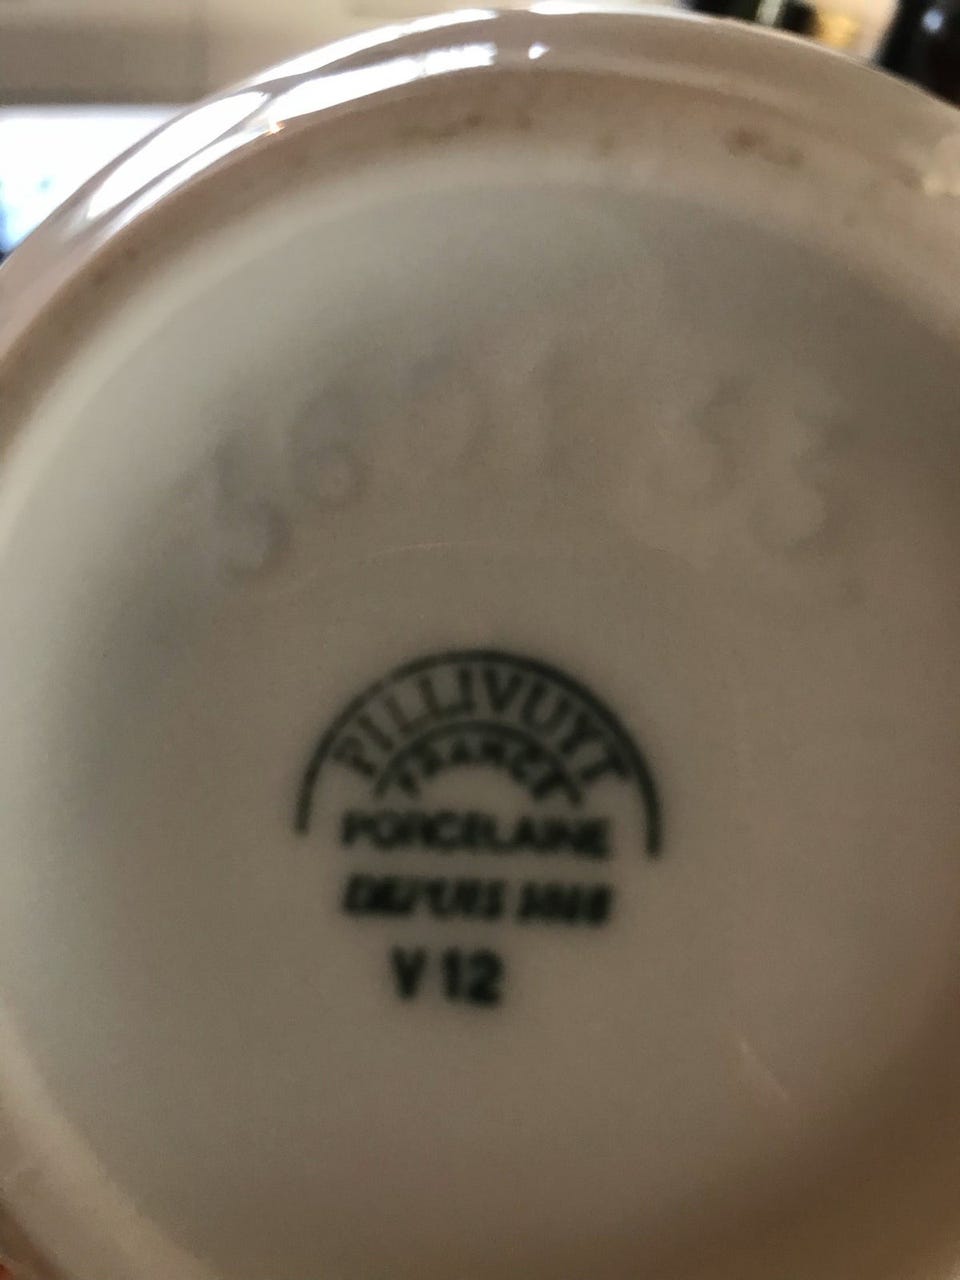 PILLIVUYT
FRANCE
PORCELAINE
DEPUIS 1818
V 12